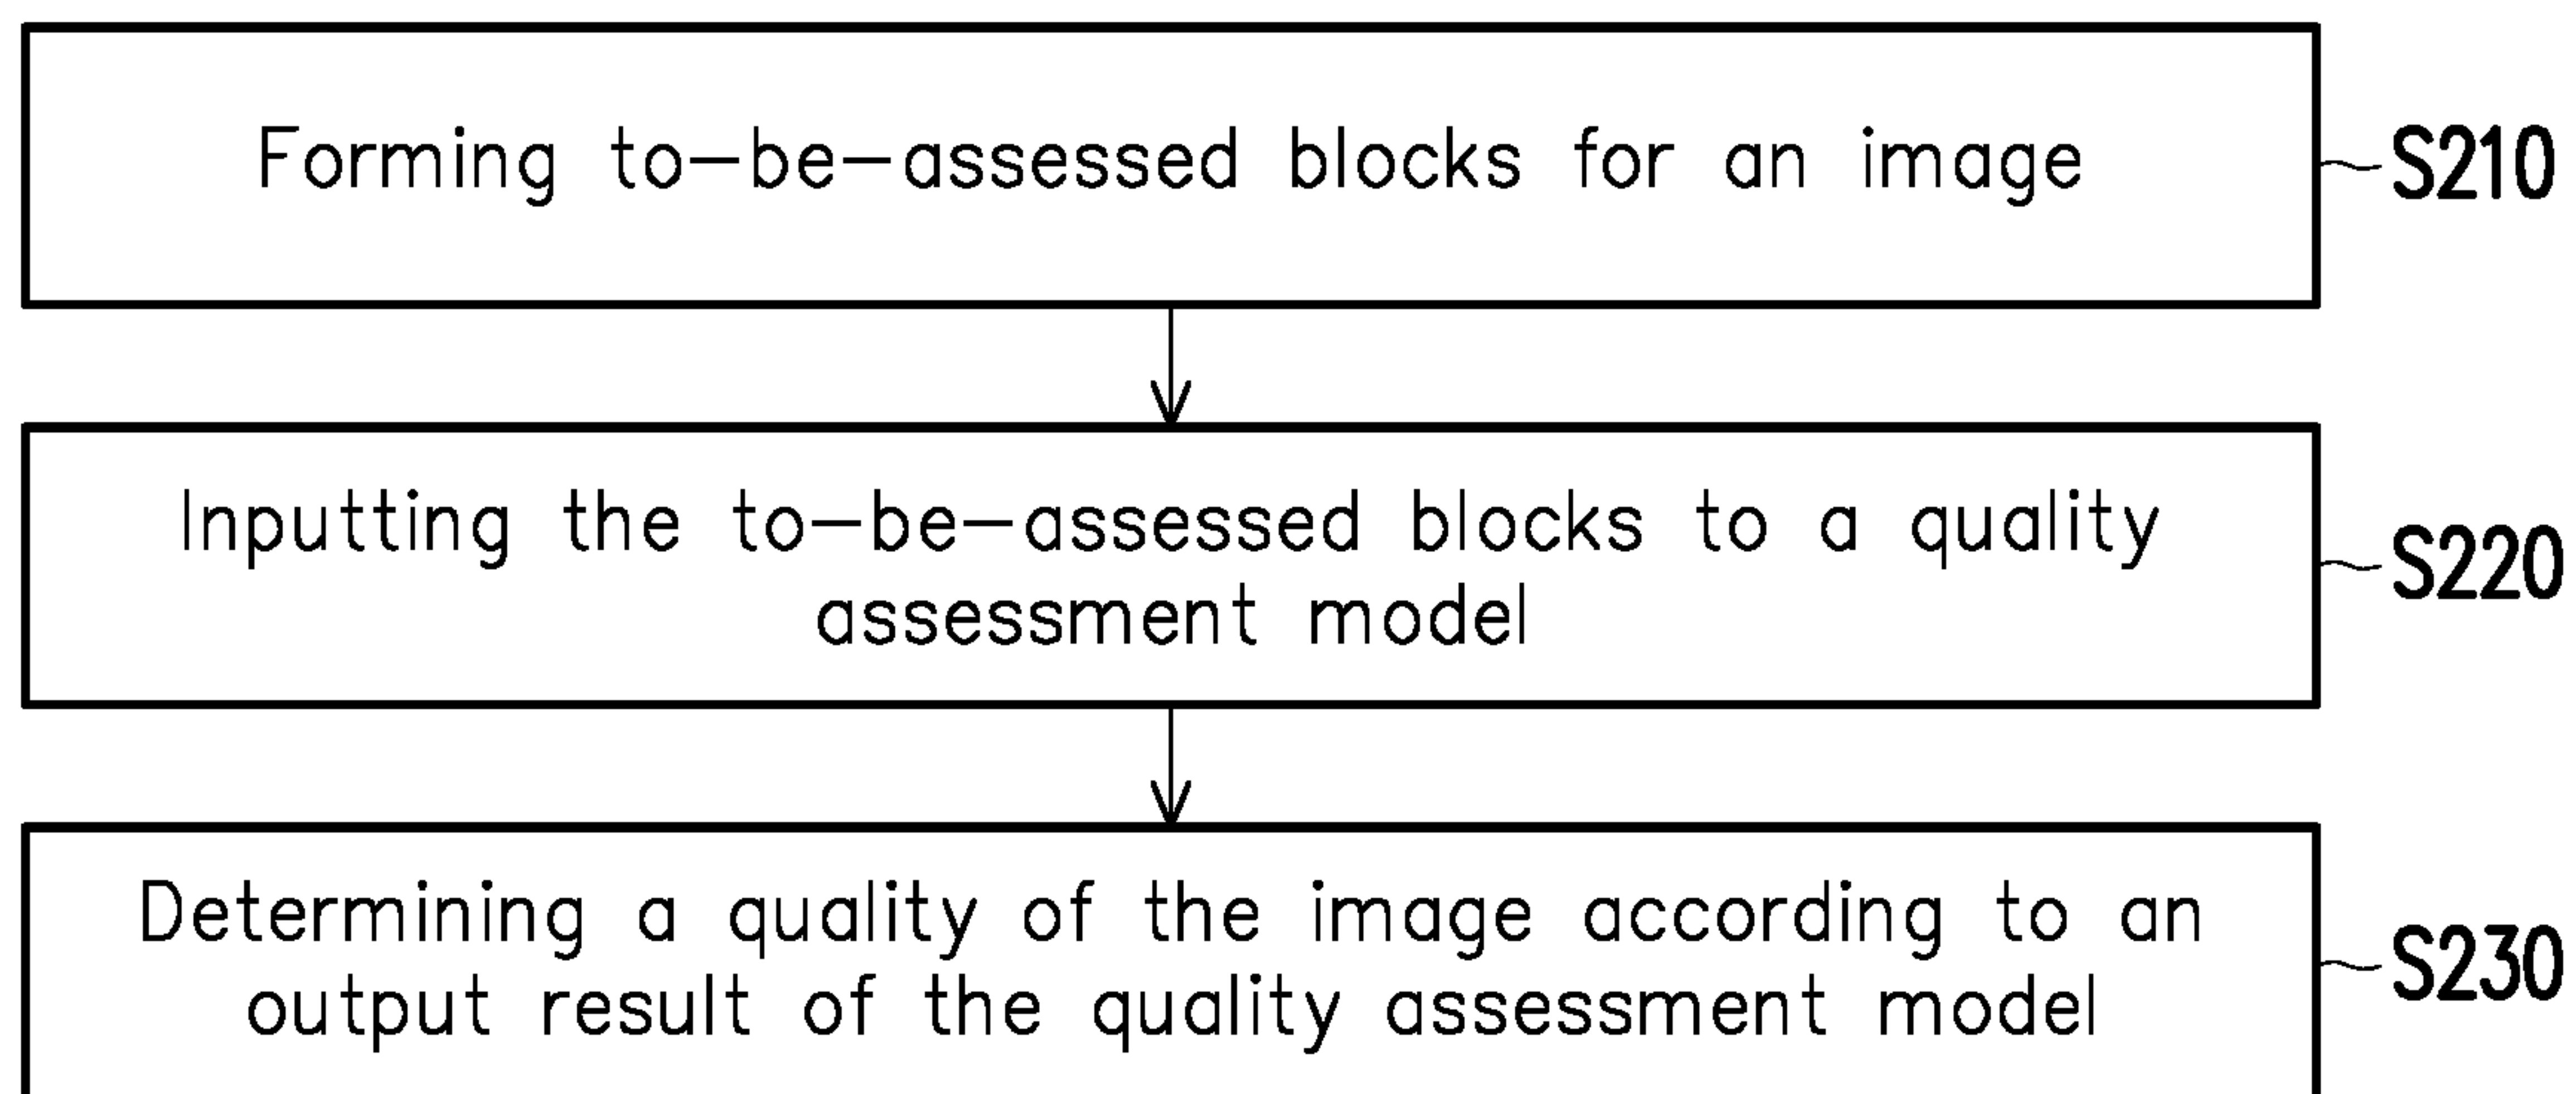 Forming to-be-assessed blocks for an image
S210
Inputting the to-be-assessed blocks to a quality
assessment model
S220
Determining a quality of the image according to an
output result of the quality assessment model
S230